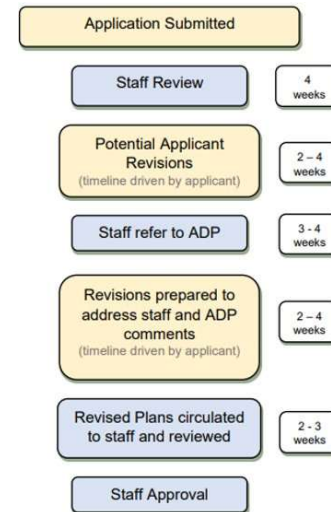 Application Submitted
Staff Review
4
weeks
Potential Applicant
Revisions
(timeline driven by applicant)
2 – 4
weeks
Staff refer to ADP
3 - 4
weeks
Revisions prepared to
address staff and ADP
comments
(timeline driven by applicant)
2 – 4
weeks
Revised Plans circulated
to staff and reviewed
2 - 3
weeks
Staff Approval